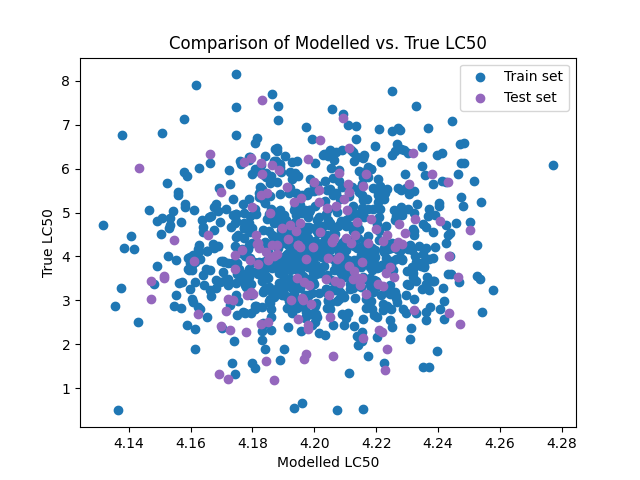 Comparison of Modelled vs. True LC50
Train set
Test set
8
7
6
5
4
3
2
1
True LC50
4.14 4.16 4.18 4.20 4.22 4.24 4.26 4.28
Modelled LC50